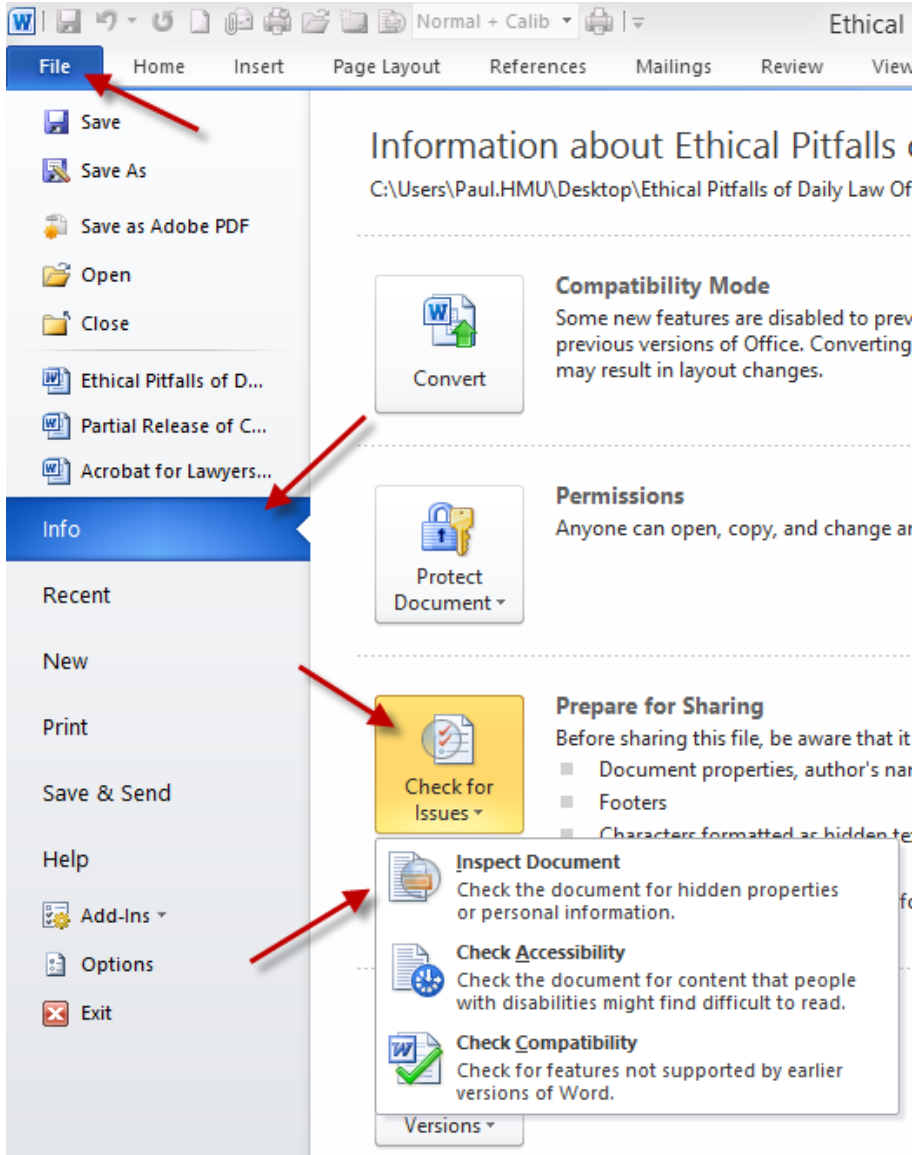 Normal + Calib
Ethical
File Home Insert Page Layout References Mailings Review View
Save
Save As
Save as Adobe PDF
Open
Close
Ethical Pitfalls of D...
Partial Release of C...
Acrobat for Lawyers...
Info
Recent
New
Print
Save & Send
Help
Add-Ins
Options
Exit
Information about Ethical Pitfalls
C:\Users\Paul.HMU\Desktop\Ethical Pitfalls of Daily Law Of
Convert
Compatibility Mode
Some new features are disabled to prev
previous versions of Office. Converting
may result in layout changes.
Protect
Document
Permissions
Anyone can open, copy, and change an
Check for
Issues
Prepare for Sharing
Before sharing this file, be aware that it
Document properties, author's nar
Footers
Characters formatted as hidden te
Inspect Document
Check the document for hidden properties
or personal information.
Check Accessibility
Check the document for content that people
with disabilities might find difficult to read.
Check Compatibility
Check for features not supported by earlier
versions of Word.
Versions